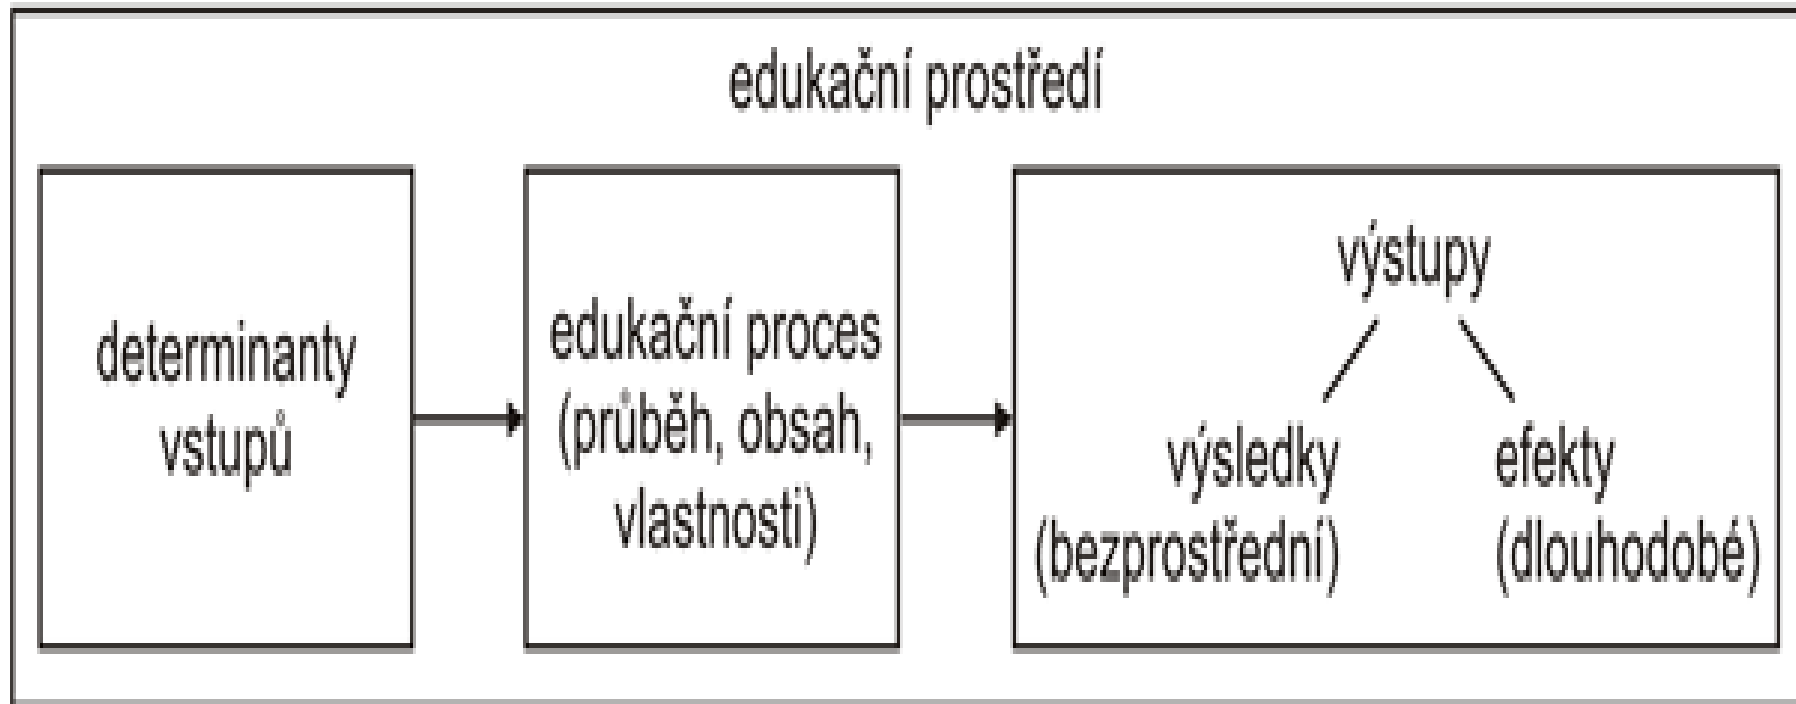 edukační prostředí
determinanty
vstupů
edukační proces
(průběh, obsah,
vlastnosti)
výstupy
výsledky
(bezprostřední)
efekty
(dlouhodobé)